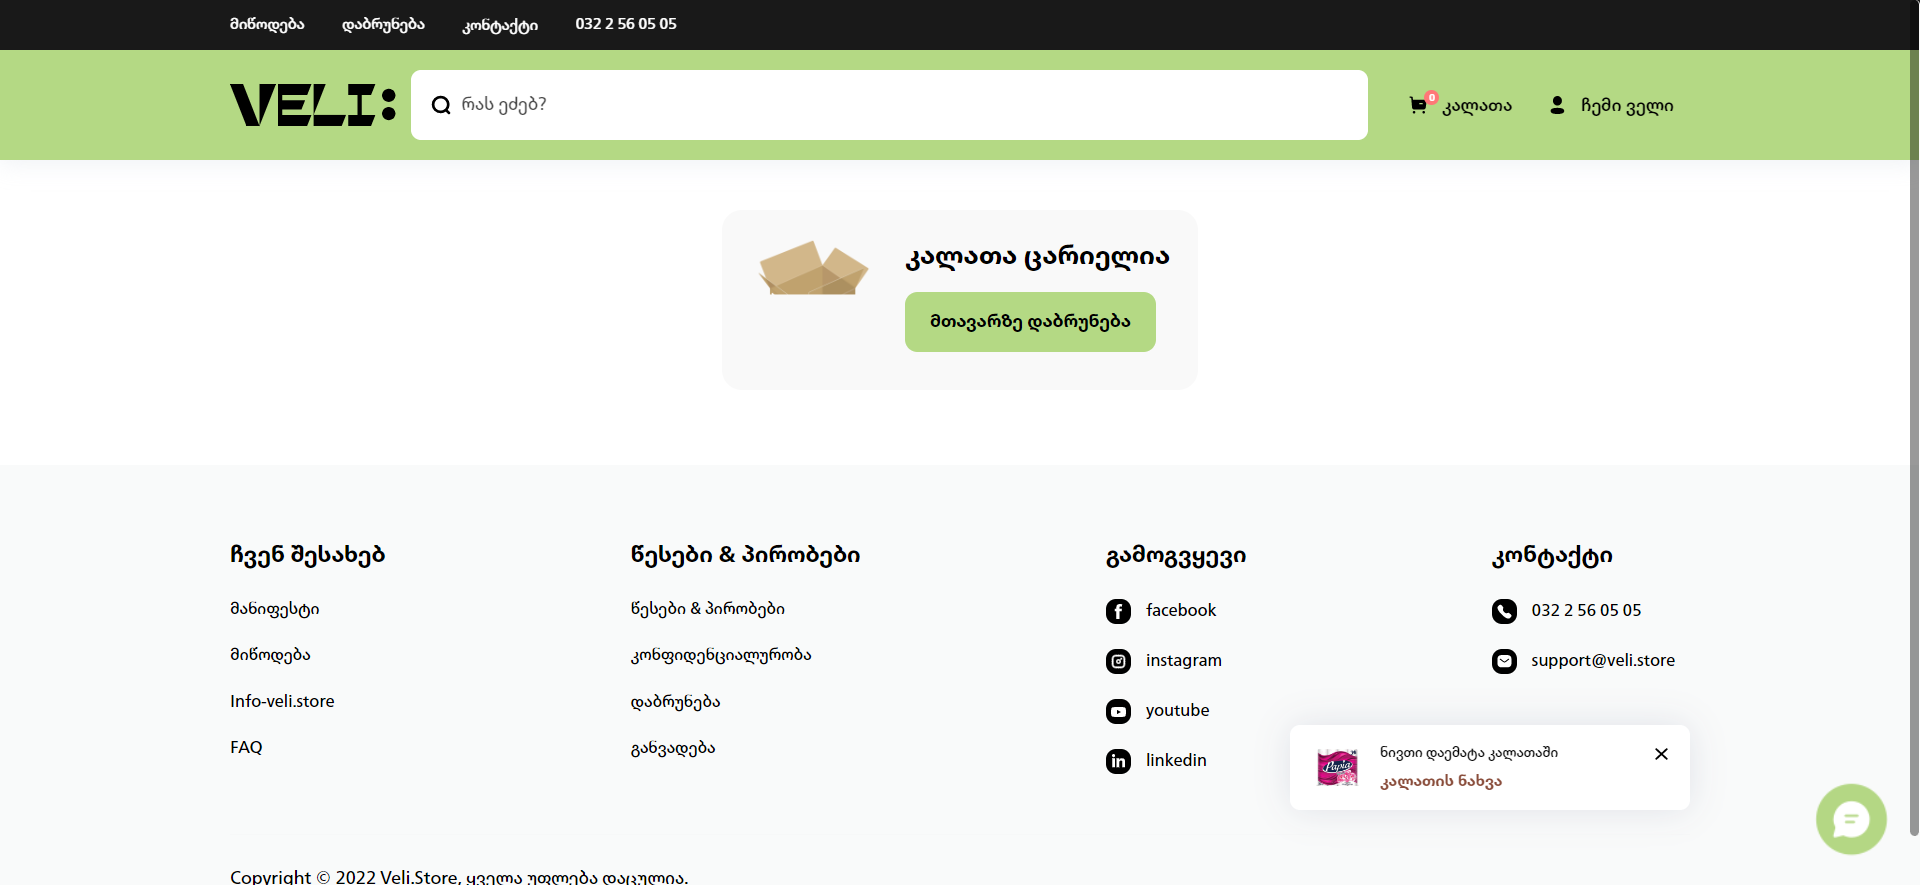 მიწოდება
დაბრუნება
კონტაქტი
032 2 56 05 05
VELI:
რას ეძებ?
0
კალათა
ჩემი ველი
კალათა ცარიელია
მთავარზე დაბრუნება
ჩვენ შესახებ
მანიფესტი
მიწოდება
Info-veli.store
FAQ
წესები & პირობები
წესები & პირობები
კონფიდენციალურობა
დაბრუნება
განვადება
გამოგვყევი
facebook
instagram
youtube
linkedin
კონტაქტი
032 2 56 05 05
support@veli.store
Papia
ნივთი დაემატა კალათაში
კალათის ნახვა
Copyright © 2022 Veli.Store, ყველა უფლება დაცულია.